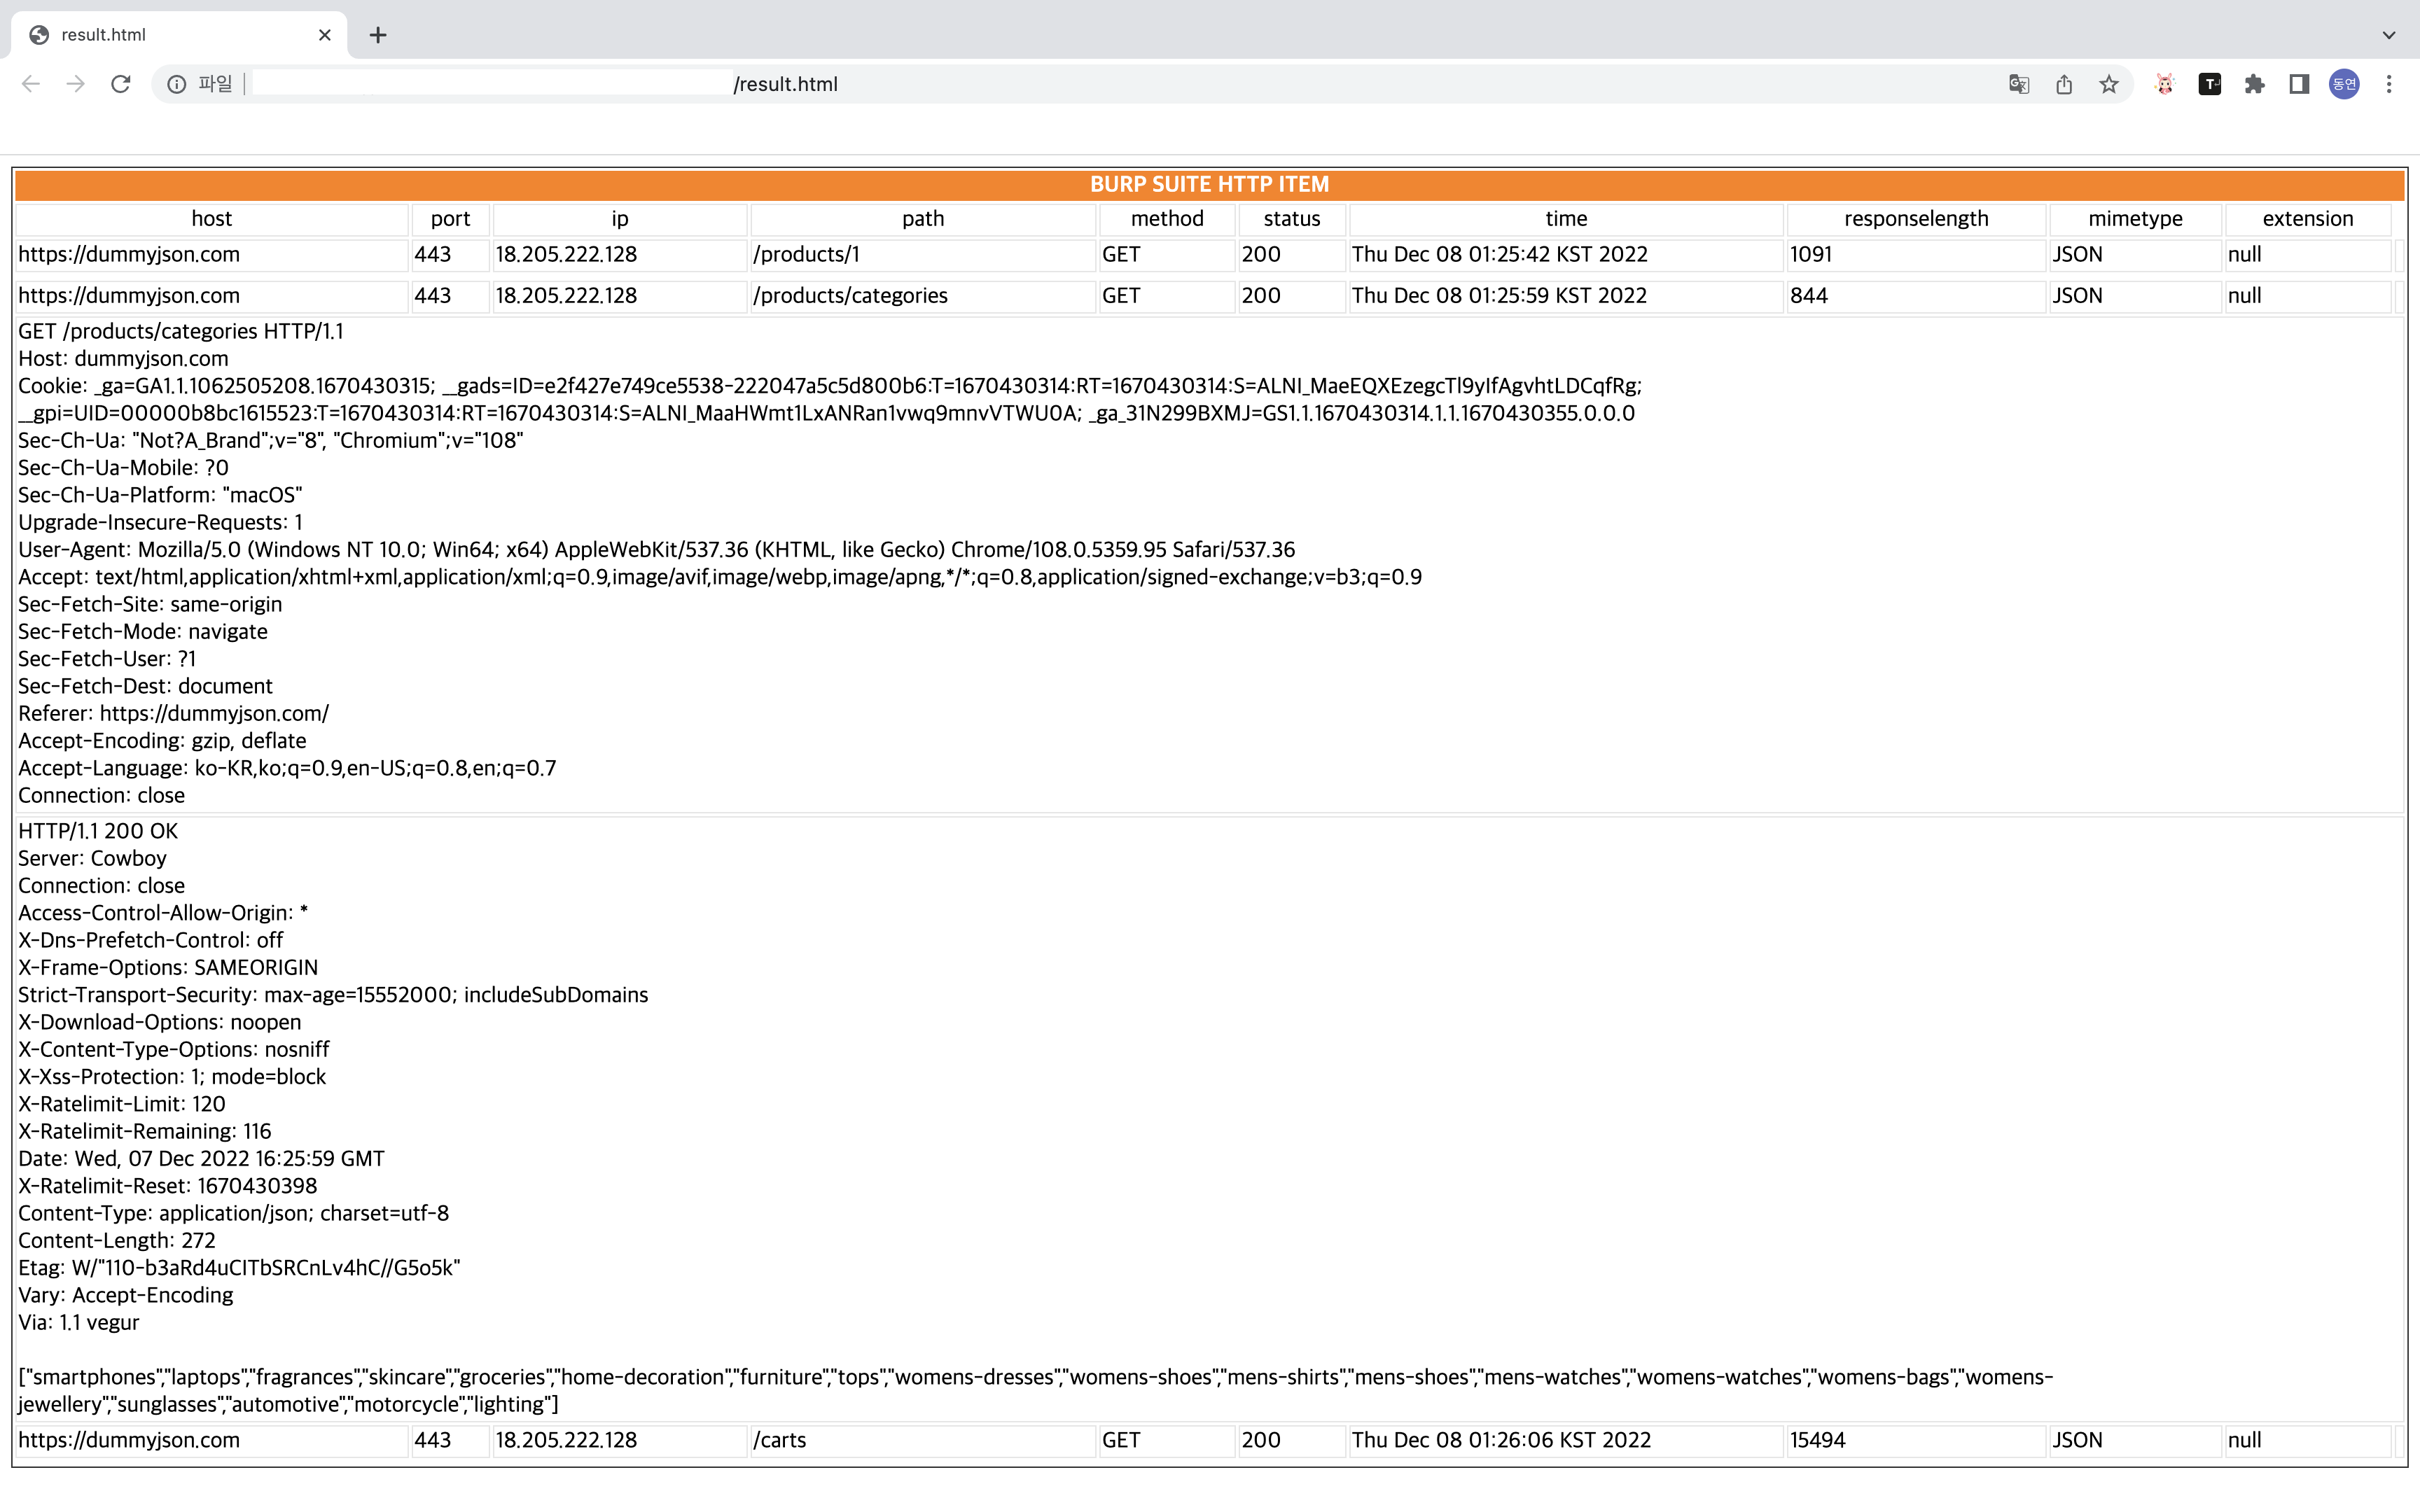 result.html
파일 /result.html
동연
BURP SUITE HTTP ITEM
host port ip path method status time responselength mimetype extension
https://dummyjson.com 443 18.205.222.128 /products/1 GET 200 Thu Dec 08 01:25:42 KST 2022 1091 JSON null
https://dummyjson.com 443 18.205.222.128 /products/categories GET 200 Thu Dec 08 01:25:59 KST 2022 844 JSON null
GET /products/categories HTTP/1.1
Host: dummyjson.com
Cookie: _ga=GA1.1.1062505208.1670430315; __gads=ID=e2f427e749ce5538-222047a5c5d800b6:T=1670430314:RT=1670430314:S=ALNI_MaeEQXEzegcTl9yIfAgvhtLDCqfRg;
__gpi=UID=00000b8bc1615523:T=1670430314:RT=1670430314:S=ALNI_MaaHWmt1LxANRan1vwq9mnvVTWU0A; _ga_31N299BXMJ=GS1.1.1670430314.1.1.1670430355.0.0.0
Sec-Ch-Ua: "Not?A_Brand";v="8", "Chromium";v="108"
Sec-Ch-Ua-Mobile: ?0
Sec-Ch-Ua-Platform: "macOS"
Upgrade-Insecure-Requests: 1
User-Agent: Mozilla/5.0 (Windows NT 10.0; Win64; x64) AppleWebKit/537.36 (KHTML, like Gecko) Chrome/108.0.5359.95 Safari/537.36
Accept: text/html,application/xhtml+xml,application/xml;q=0.9,image/avif,image/webp,image/apng,*/*;q=0.8,application/signed-exchange;v=b3;q=0.9
Sec-Fetch-Site: same-origin
Sec-Fetch-Mode: navigate
Sec-Fetch-User: ?1
Sec-Fetch-Dest: document
Referer: https://dummyjson.com/
Accept-Encoding: gzip, deflate
Accept-Language: ko-KR,ko;q=0.9,en-US;q=0.8,en;q=0.7
Connection: close
HTTP/1.1 200 OK
Server: Cowboy
Connection: close
Access-Control-Allow-Origin: *
X-Dns-Prefetch-Control: off
X-Frame-Options: SAMEORIGIN
Strict-Transport-Security: max-age=15552000; includeSubDomains
X-Download-Options: noopen
X-Content-Type-Options: nosniff
X-Xss-Protection: 1; mode=block
X-Ratelimit-Limit: 120
X-Ratelimit-Remaining: 116
Date: Wed, 07 Dec 2022 16:25:59 GMT
X-Ratelimit-Reset: 1670430398
Content-Type: application/json; charset=utf-8
Content-Length: 272
Etag: W/"110-b3aRd4uCITbSRCnLv4hC//G5o5k"
Vary: Accept-Encoding
Via: 1.1 vegur
["smartphones","laptops","fragrances","skincare","groceries","home-decoration","furniture","tops","womens-dresses","womens-shoes","mens-shirts","mens-shoes","mens-watches","womens-watches","womens-bags","womens-
jewellery","sunglasses","automotive","motorcycle","lighting"]
https://dummyjson.com 443 18.205.222.128 /carts GET 200 Thu Dec 08 01:26:06 KST 2022 15494 JSON null